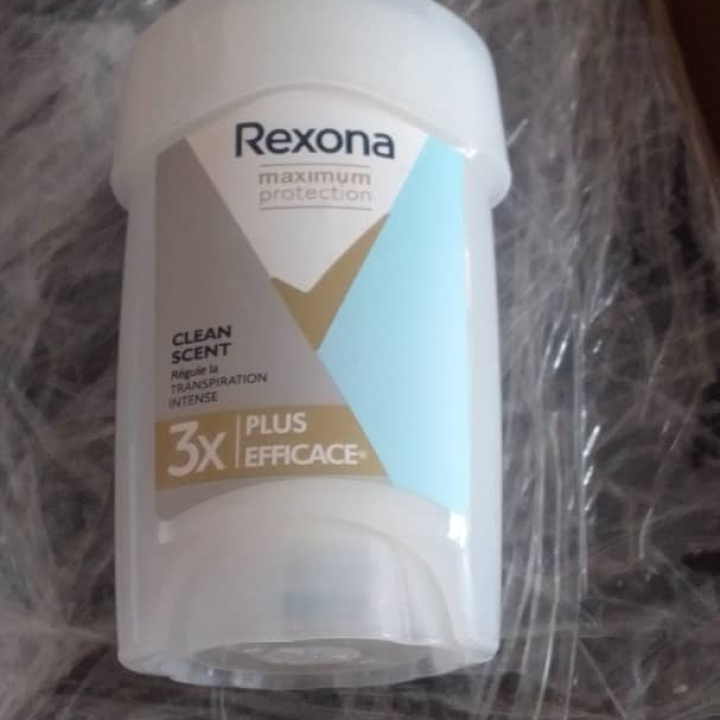 Rexona
maximum
protection
CLEAN
SCENT
Régule la
TRANSPIRATION
INTENSE
3x PLUS
EFFICACE*